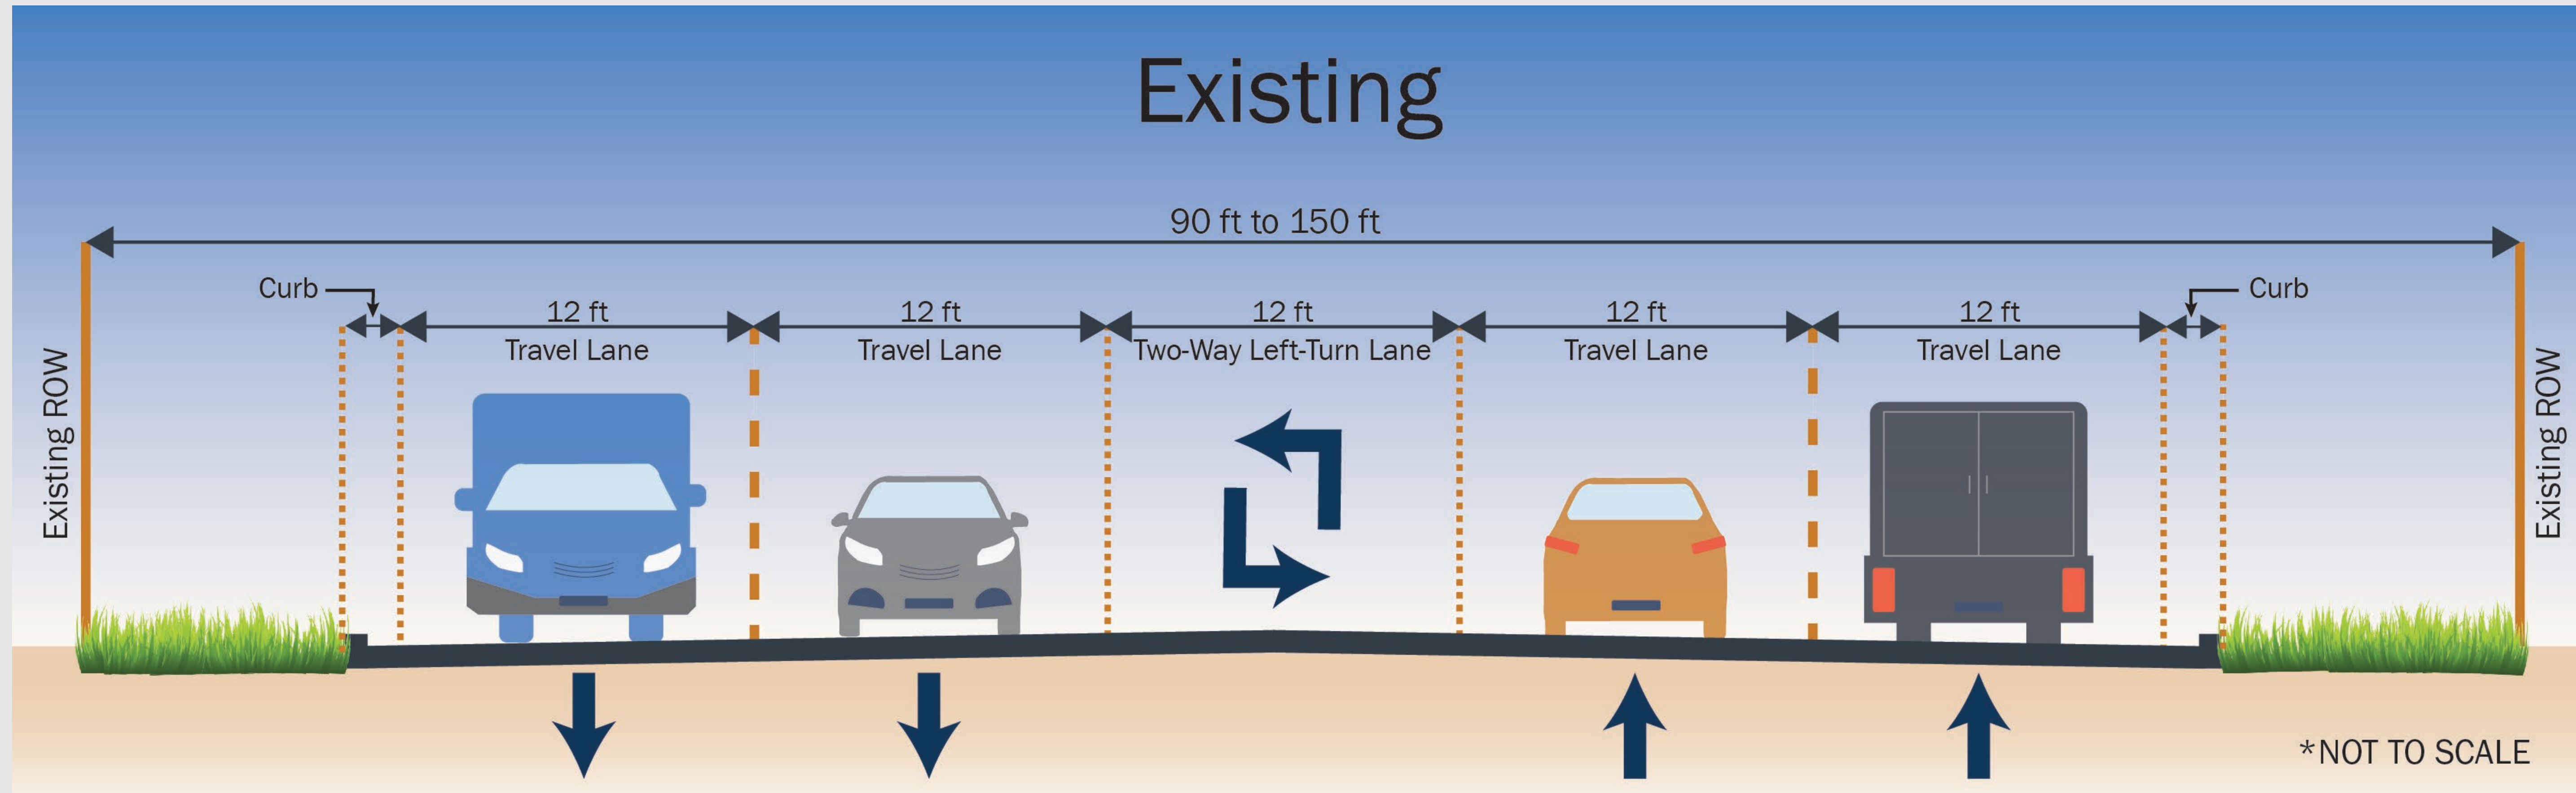 Existing
90 ft to 150 ft
Curb
Curb
12 ft
12 ft
12 ft
12 ft
12 ft
Travel Lane
Travel Lane
Two-Way Left-Turn Lane
Travel Lane
Travel Lane
Existing ROW
Existing ROW
*NOT TO SCALE